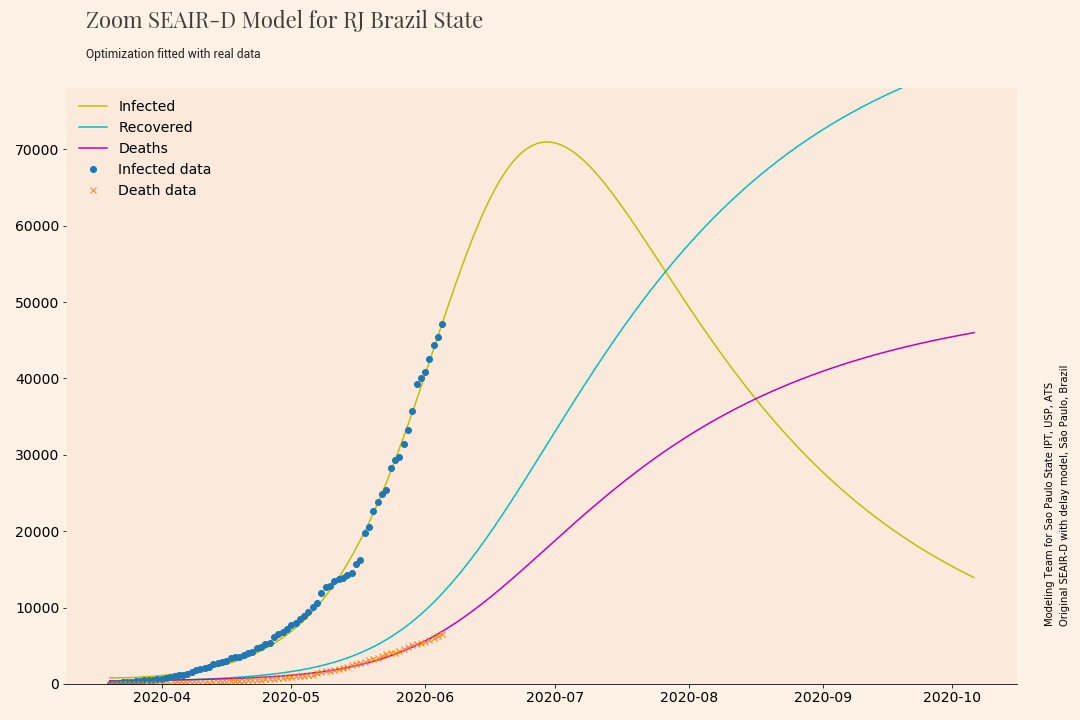 Zoom SEAIR-D Model for RJ Brazil State
Optimization fitted with real data
Infected
Recovered
Deaths
Infected data
Death data
70000
60000
50000
40000
30000
20000
10000
0
2020-04
2020-05
2020-06
2020-07
2020-08
2020-09
2020-10
Modeling Team for Sao Paulo State IPT, USP, ATS
Original SEAIR-D with delay model, São Paulo, Brazil